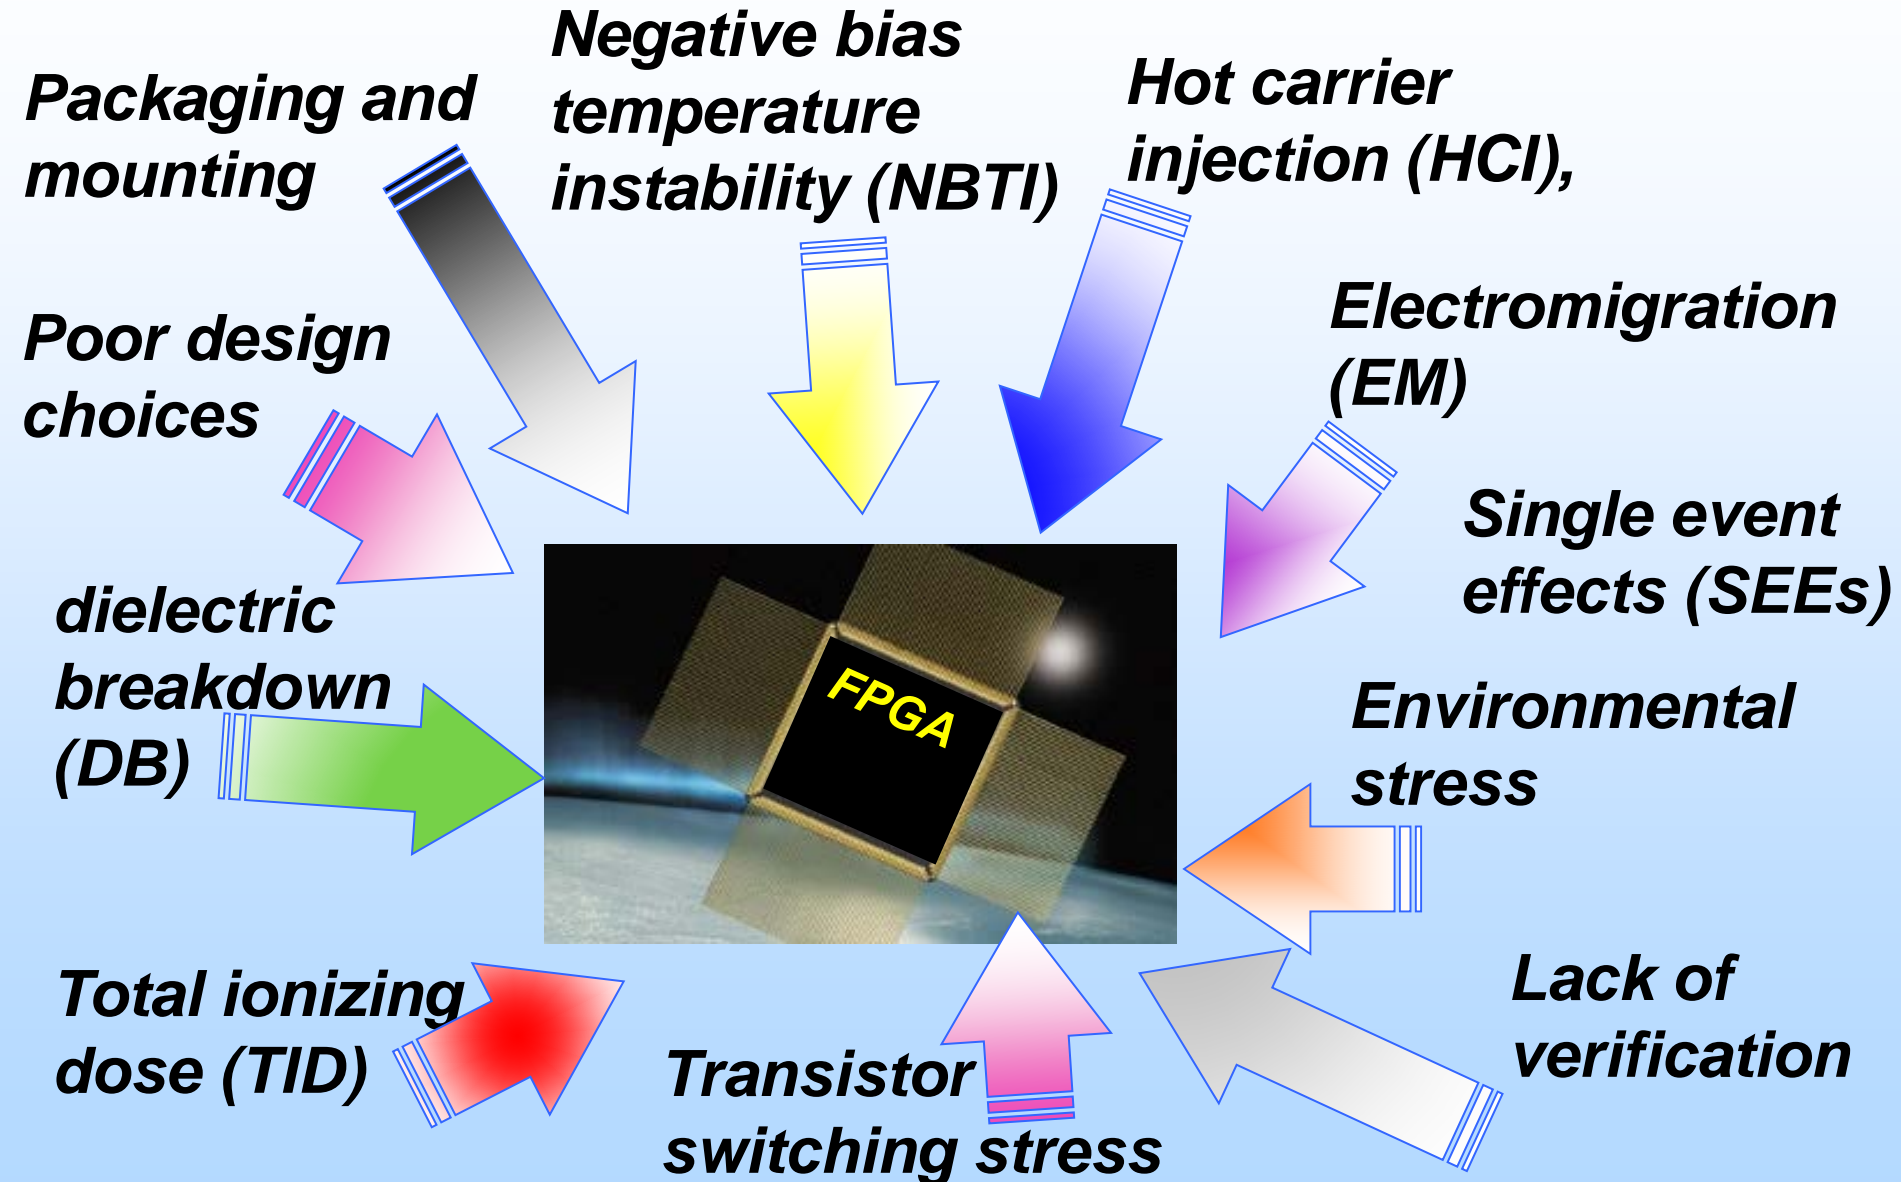 Packaging and
mounting
Negative bias
temperature
instability (NBTI)
Hot carrier
injection (HCI),
Poor design
choices
Electromigration
(EM)
Single event
effects (SEEs)
dielectric
breakdown
(DB)
FPGA
Environmental
stress
Total ionizing
dose (TID)
Transistor
switching stress
Lack of
verification